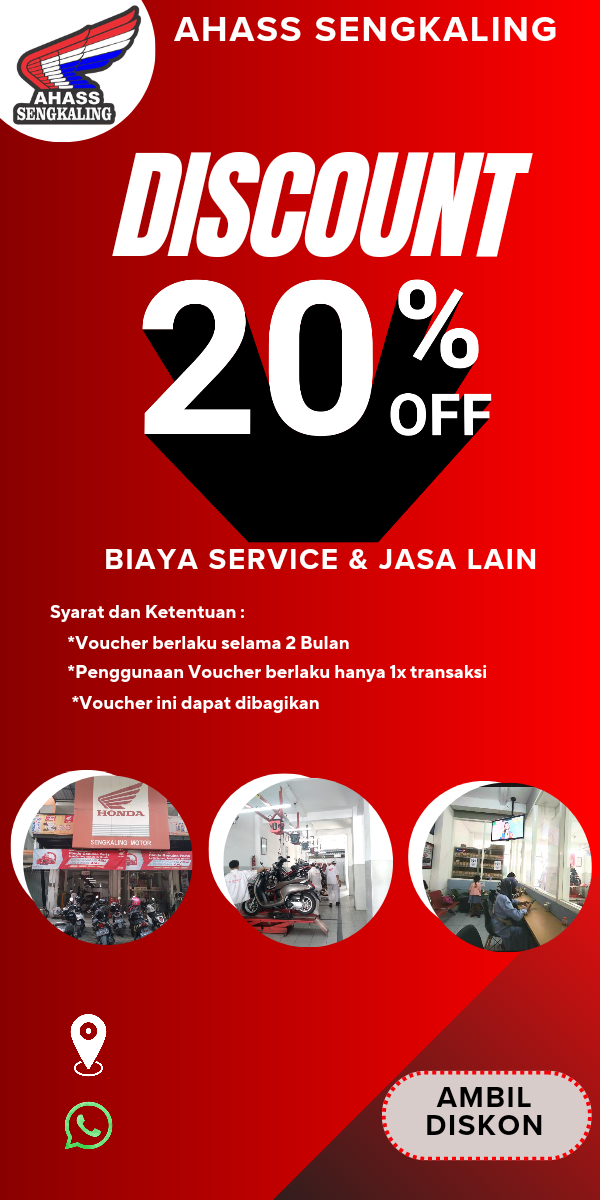 AHASS SENGKALING
AHASS
SENGKALING
DISCOUNT
20%
OFF
BIAYA SERVICE & JASA LAIN
Syarat dan Ketentuan :
*Voucher berlaku selama 2 Bulan
*Penggunaan Voucher berlaku hanya 1x transaksi
*Voucher ini dapat dibagikan
HONDA
SENGKALING MOTOR
AMBIL
DISKON